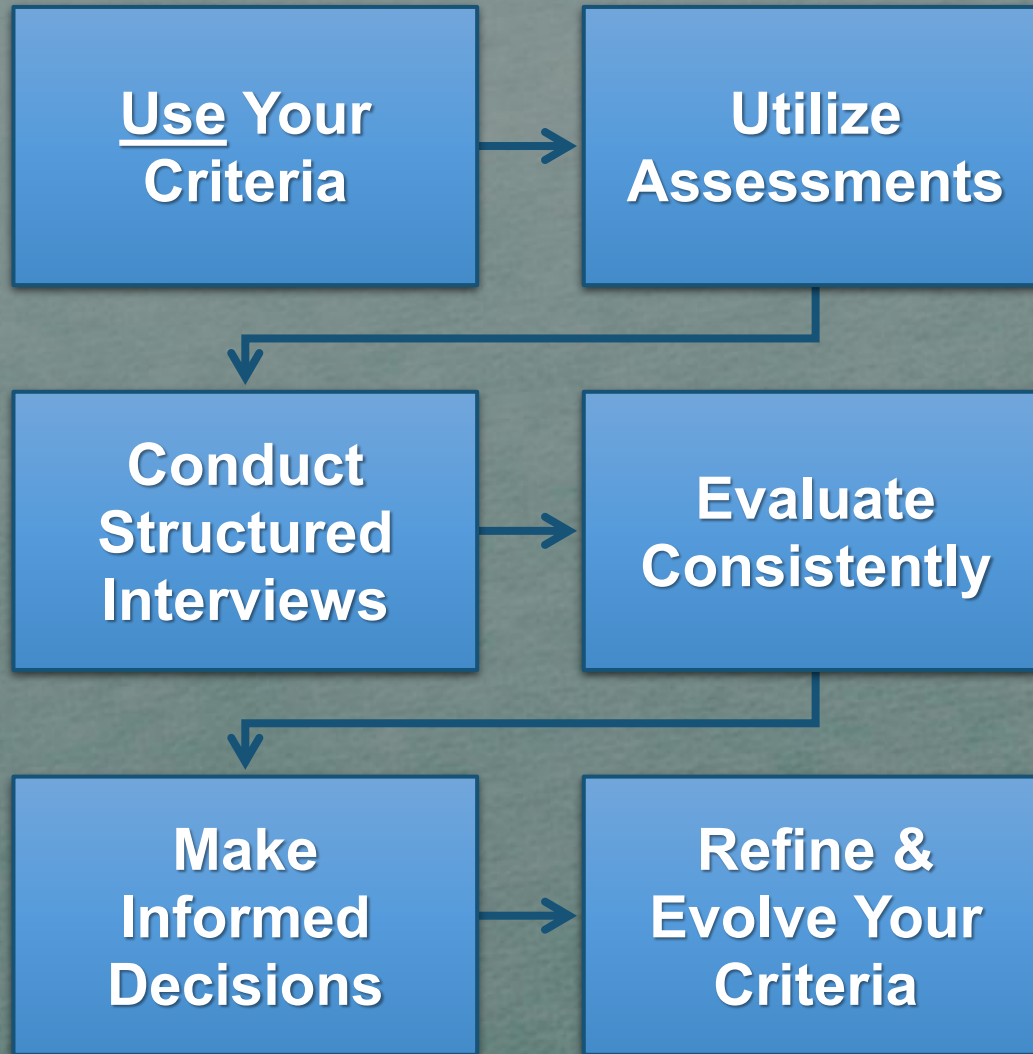 Use Your
Criteria
Utilize
Assessments
Conduct
Structured
Interviews
Evaluate
Consistently
Make
Informed
Decisions
Refine &
Evolve Your
Criteria